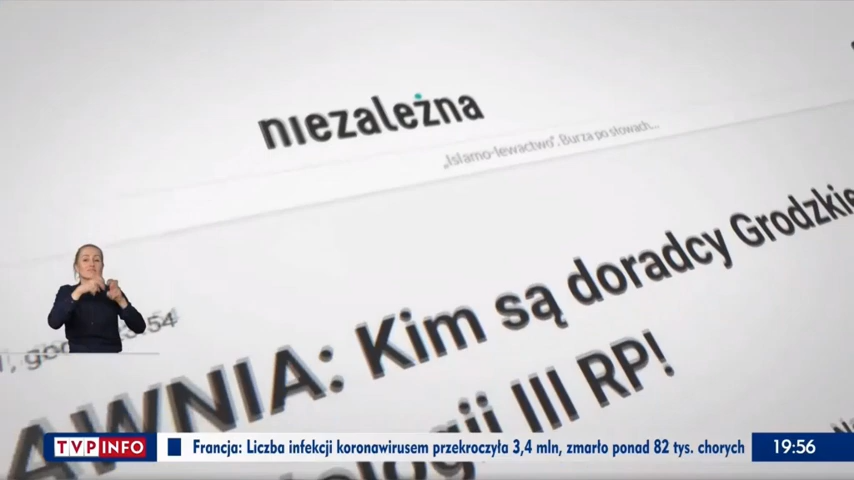 niezależna
„Islamo-lewactwo”. Burza po słowach...
AWNIA: Kim są doradcy Grodzkie
III RP!
TVP INFO
Francja: Liczba infekcji koronawirusem przekroczyła 3,4 mln, zmarło ponad 82 tys. chorych
19:56